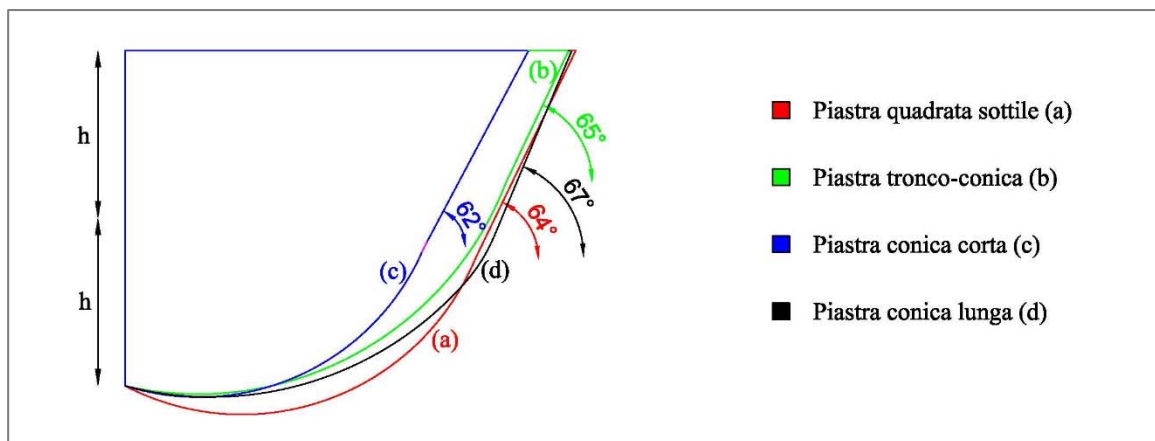 h
h
(b)
65°
67°
62°
64°
(c)
(d)
(a)
Piastra quadrata sottile (a)
Piastra tronco-conica (b)
Piastra conica corta (c)
Piastra conica lunga (d)